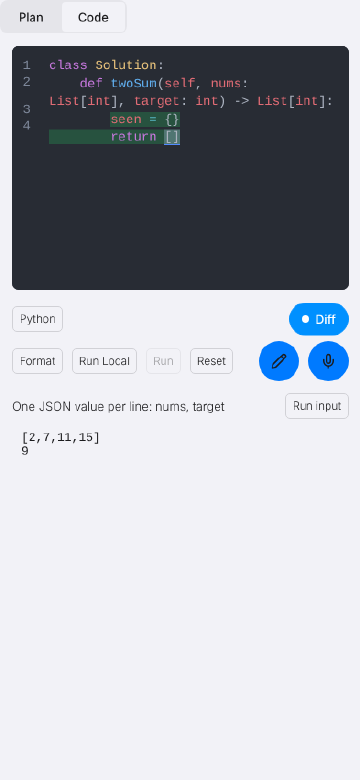 Plan Code
1 class Solution:
2     def twoSum(self, nums:
List[int], target: int) -> List[int]:
3         seen = {}
4         return []
Python Diff
Format Run Local Run Reset
One JSON value per line: nums, target Run input
[2,7,11,15]
9